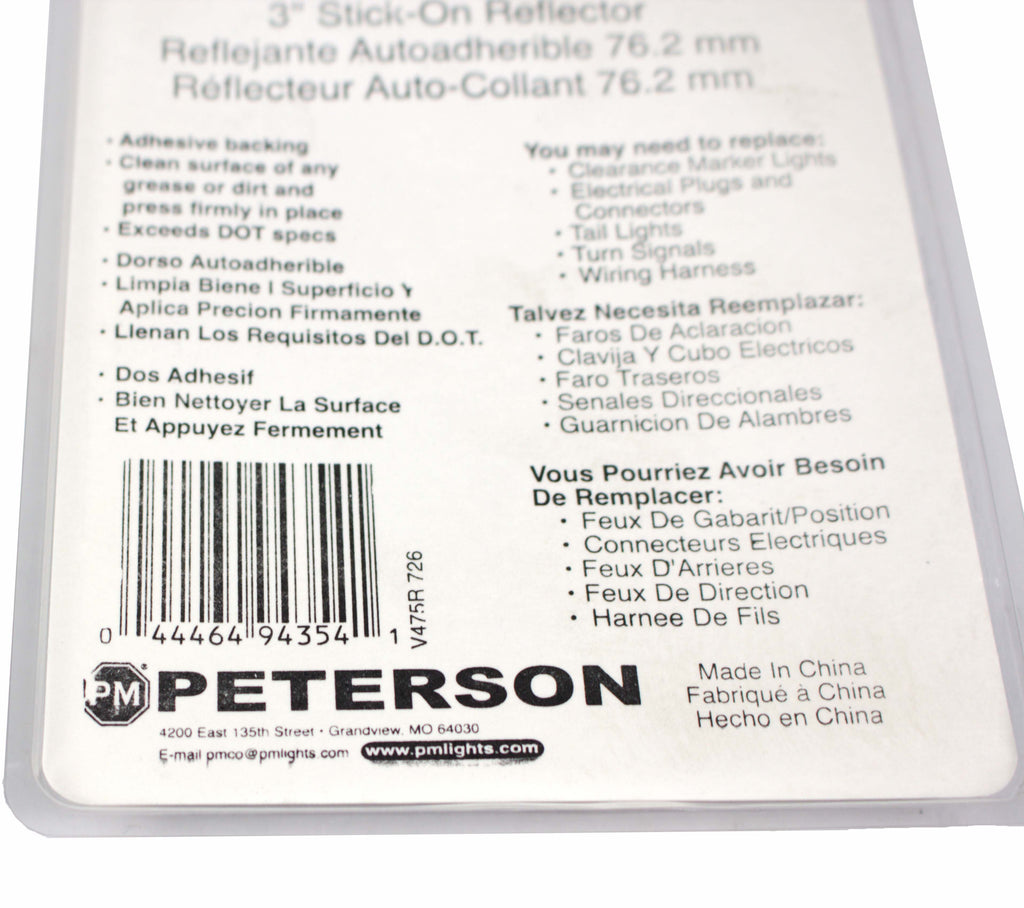 3" Stick-On Reflector
Reflejante Autoadherible 76.2 mm
Réflecteur Auto-Collant 76.2 mm
· Adhesive backing
· Clean surface of any
grease or dirt and
press firmly in place
· Exceeds DOT specs
· Dorso Autoadherible
· Limpia Biene l Superficio Y
Aplica Precion Firmamente
· Llenan Los Requisitos Del D.O.T.
· Dos Adhesif
· Bien Nettoyer La Surface
Et Appuyez Fermement
You may need to replace:
· Clearance Marker Lights
· Electrical Plugs and
Connectors
· Tail Lights
· Turn Signals
· Wiring Harness
Talvez Necesita Reemplazar:
· Faros De Aclaracion
· Clavija Y Cubo Electricos
· Faro Traseros
· Senales Direccionales
· Guarnicion De Alambres
Vous Pourriez Avoir Besoin
De Remplacer:
· Feux De Gabarit/Position
· Connecteurs Electriques
· Feux D'Arrieres
· Feux De Direction
· Harnee De Fils
0 44464 94354 1
V475R 726
PM PETERSON
4200 East 135th Street · Grandview, MO 64030
E-mail pmco@pmlights.com www.pmlights.com
Made In China
Fabriqué à China
Hecho en China